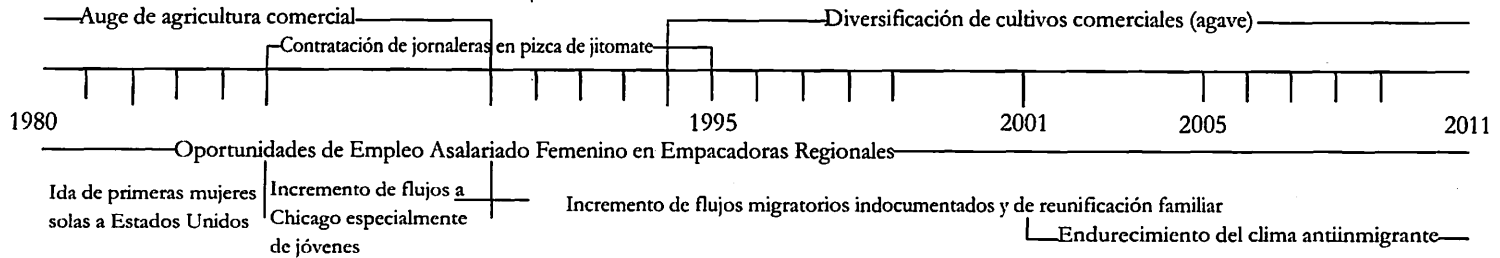 Auge de agricultura comercial
Diversificación de cultivos comerciales (agave)
Contratación de jornaleras en pizca de jitomate
1980
1995
2001
2005
2011
Oportunidades de Empleo Asalariado Femenino en Empacadoras Regionales
Ida de primeras mujeres
solas a Estados Unidos
Incremento de flujos a
Chicago especialmente
de jóvenes
Incremento de flujos migratorios indocumentados y de reunificación familiar
Endurecimiento del clima antiinmigrante